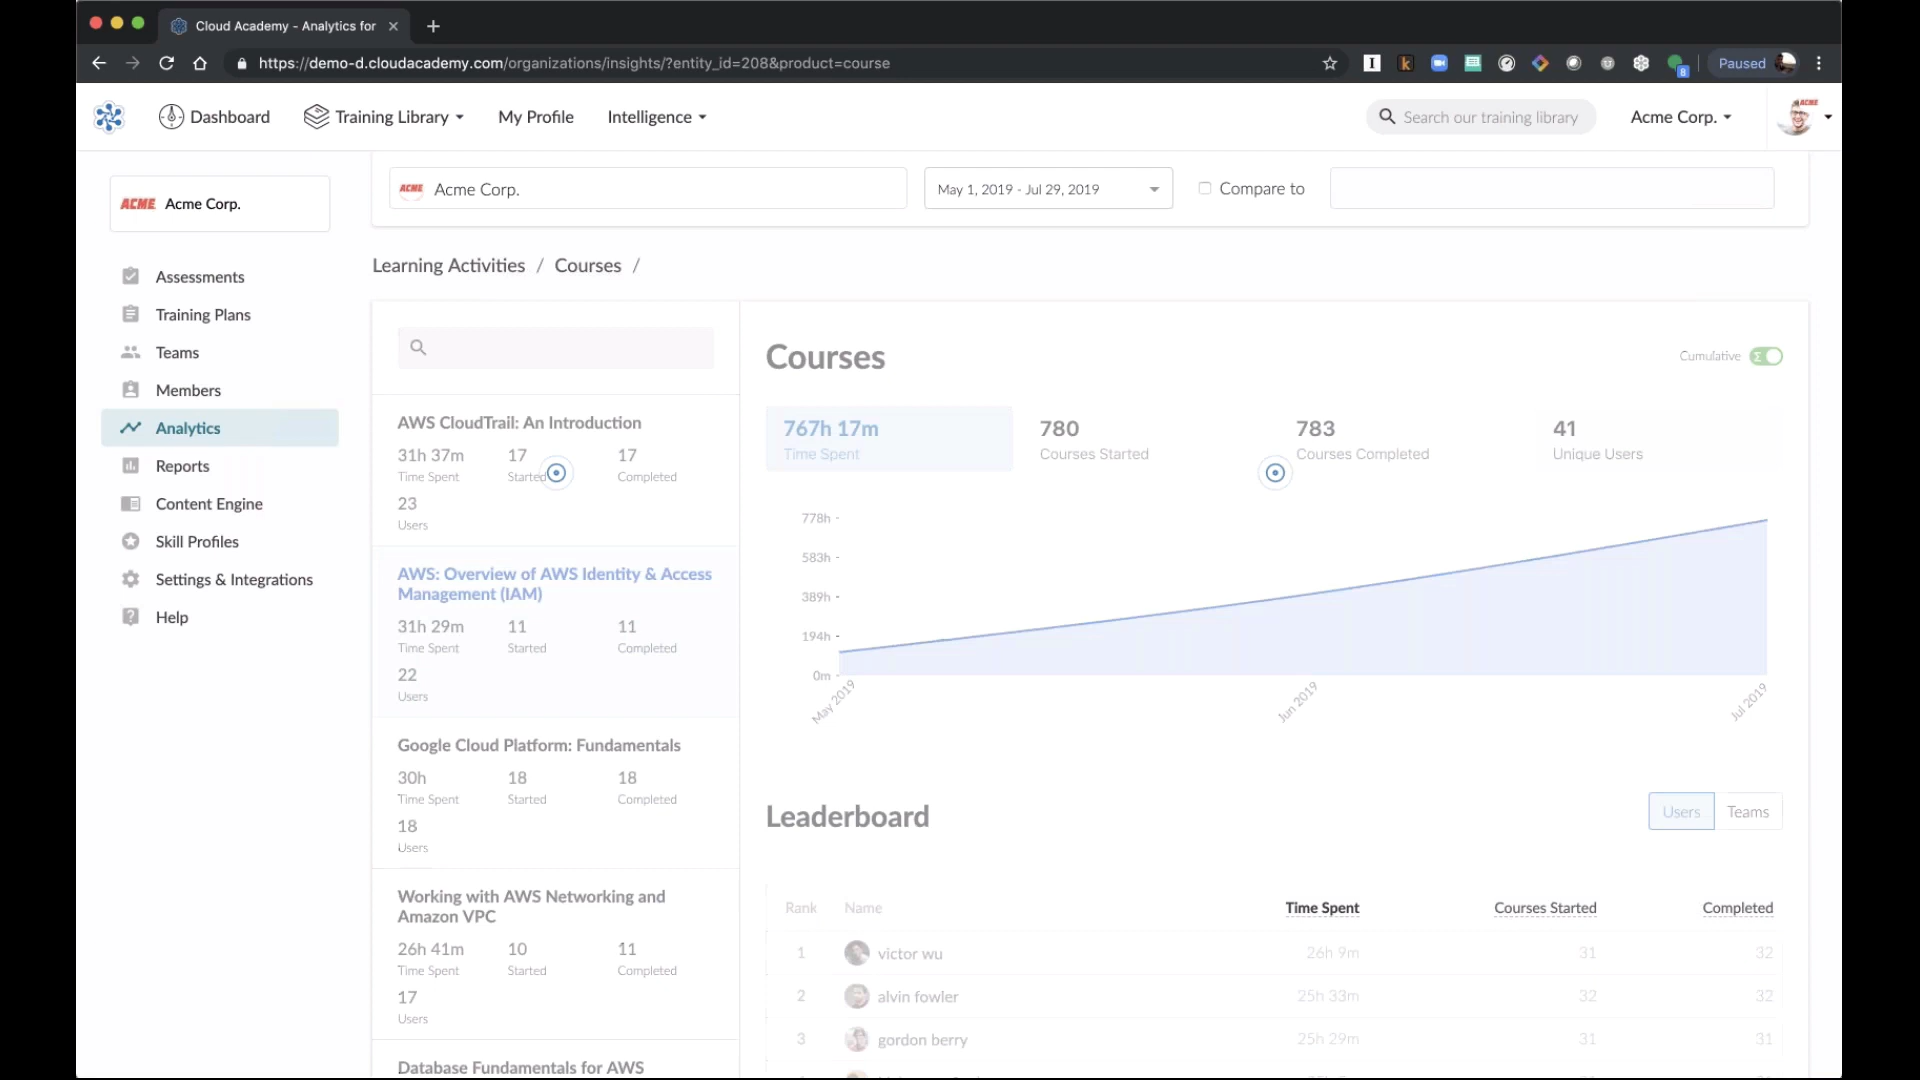 Cloud Academy - Analytics for
https://demo-d.cloudacademy.com/organizations/insights/?entity_id=208&product=course
Paused
Dashboard
Training Library
My Profile
Intelligence
Search our training library
Acme Corp.
ACME
ACME Acme Corp.
Assessments
Training Plans
Teams
Members
Analytics
Reports
Content Engine
Skill Profiles
Settings & Integrations
Help
ACME Acme Corp.
May 1, 2019 - Jul 29, 2019
Compare to
Learning Activities / Courses /
AWS CloudTrail: An Introduction
31h 37m 17 17
Time Spent Started Completed
23
Users
AWS: Overview of AWS Identity & Access
Management (IAM)
31h 29m 11 11
Time Spent Started Completed
22
Users
Google Cloud Platform: Fundamentals
30h 18 18
Time Spent Started Completed
18
Users
Working with AWS Networking and
Amazon VPC
26h 41m 10 11
Time Spent Started Completed
17
Users
Database Fundamentals for AWS
Courses
Cumulative Σ
767h 17m 780 783 41
Time Spent Courses Started Courses Completed Unique Users
778h
583h
389h
194h
0m
May 2019 Jun 2019 Jul 2019
Leaderboard
Users Teams
Rank Name Time Spent Courses Started Completed
1 victor wu 26h 9m 31 32
2 alvin fowler 25h 33m 32 32
3 gordon berry 25h 29m 31 31